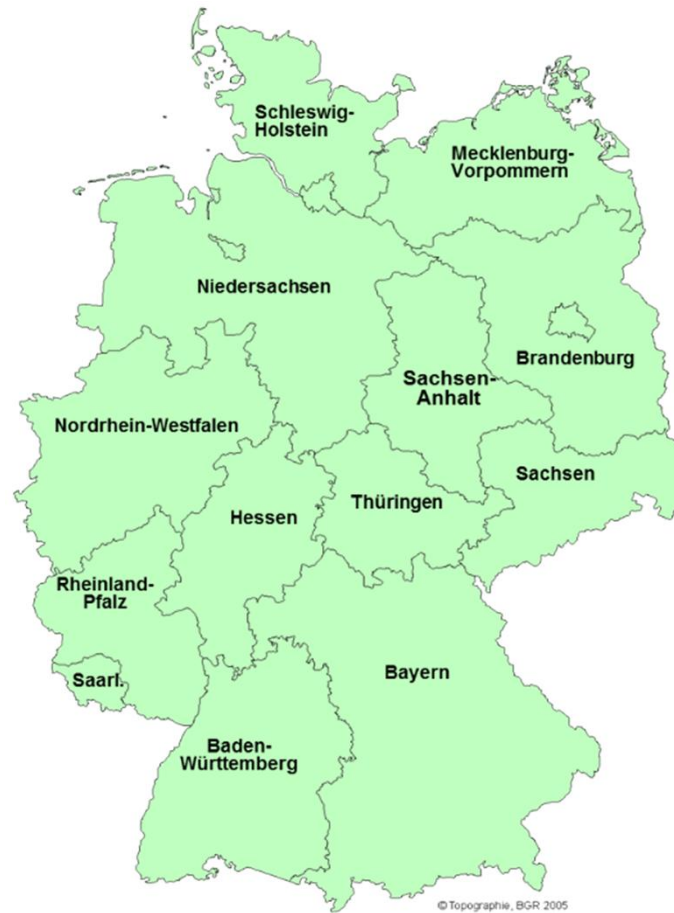 Schleswig-
Holstein
Mecklenburg-
Vorpommern
Niedersachsen
Brandenburg
Sachsen-
Anhalt
Nordrhein-Westfalen
Sachsen
Thüringen
Hessen
Rheinland-
Pfalz
Saarl.
Bayern
Baden-
Württemberg
© Topographie, BGR 2005